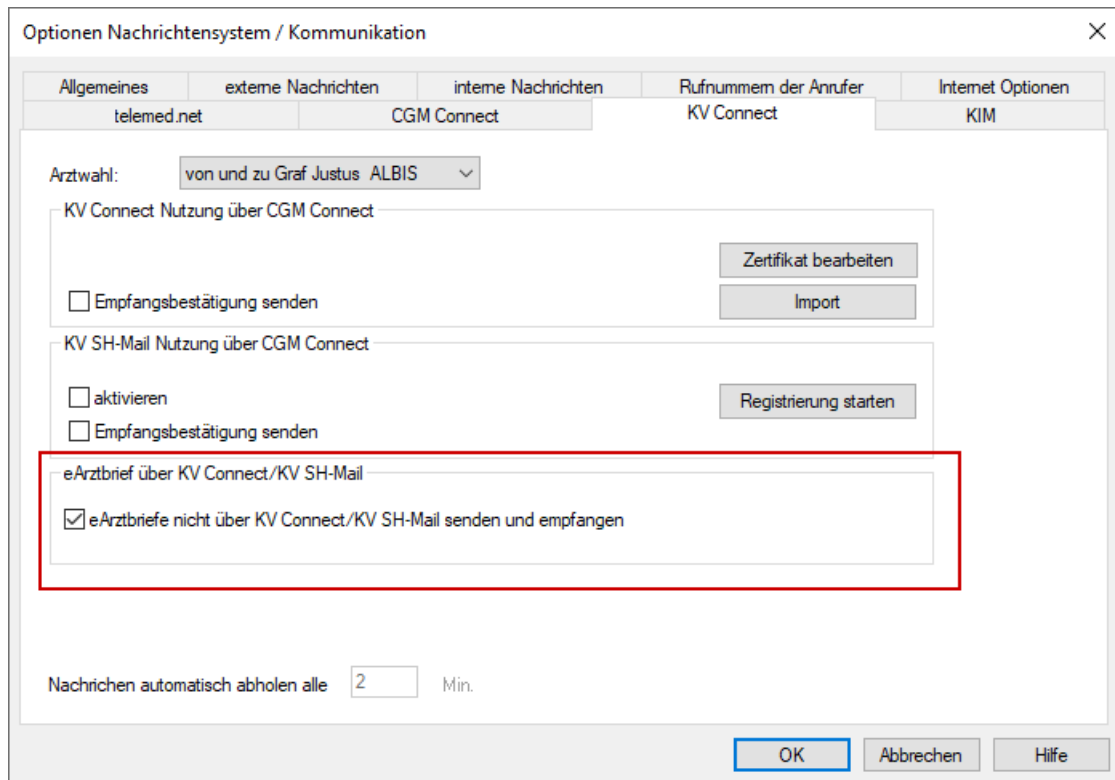 Optionen Nachrichtensystem / Kommunikation
Allgemeines externe Nachrichten interne Nachrichten Rufnummern der Anrufer Internet Optionen
telemed.net CGM Connect KV Connect KIM
Arztwahl: von und zu Graf Justus ALBIS
KV Connect Nutzung über CGM Connect
Zertifikat bearbeiten
Empfangsbestätigung senden Import
KV SH-Mail Nutzung über CGM Connect
aktivieren Registrierung starten
Empfangsbestätigung senden
eArztbrief über KV Connect/KV SH-Mail
eArztbriefe nicht über KV Connect/KV SH-Mail senden und empfangen
Nachrichen automatisch abholen alle 2 Min.
OK Abbrechen Hilfe